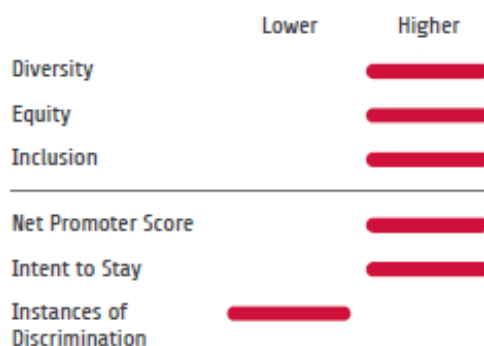 Lower Higher
Diversity
Equity
Inclusion
Net Promoter Score
Intent to Stay
Instances of
Discrimination